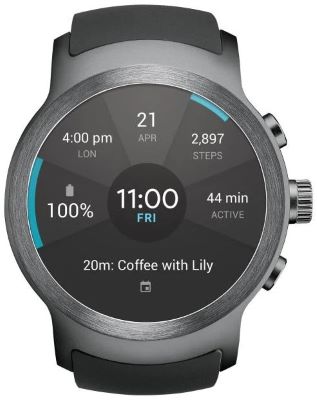 21
APR
4:00 pm
LON
2,897
STEPS
100%
11:00
FRI
44 min
ACTIVE
20m: Coffee with Lily